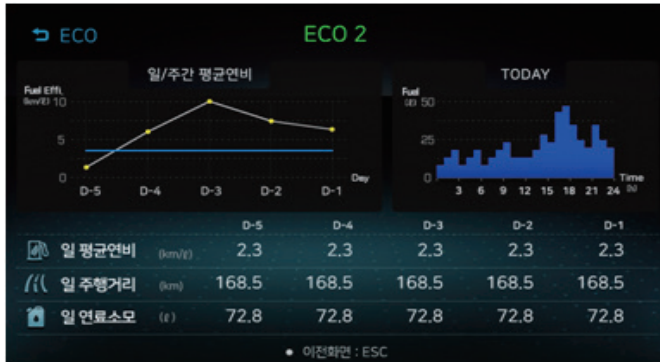 ECO
ECO 2
일/주간 평균연비
Fuel Effi.
(km/ℓ) 10
5
0
D-5 D-4 D-3 D-2 D-1
Day
TODAY
Fuel
(ℓ) 50
25
0
3 6 9 12 15 18 21 24
Time
(h)
D-5 D-4 D-3 D-2 D-1
일 평균연비 (km/ℓ) 2.3 2.3 2.3 2.3 2.3
일 주행거리 (km) 168.5 168.5 168.5 168.5 168.5
일 연료소모 (ℓ) 72.8 72.8 72.8 72.8 72.8
이전화면 : ESC